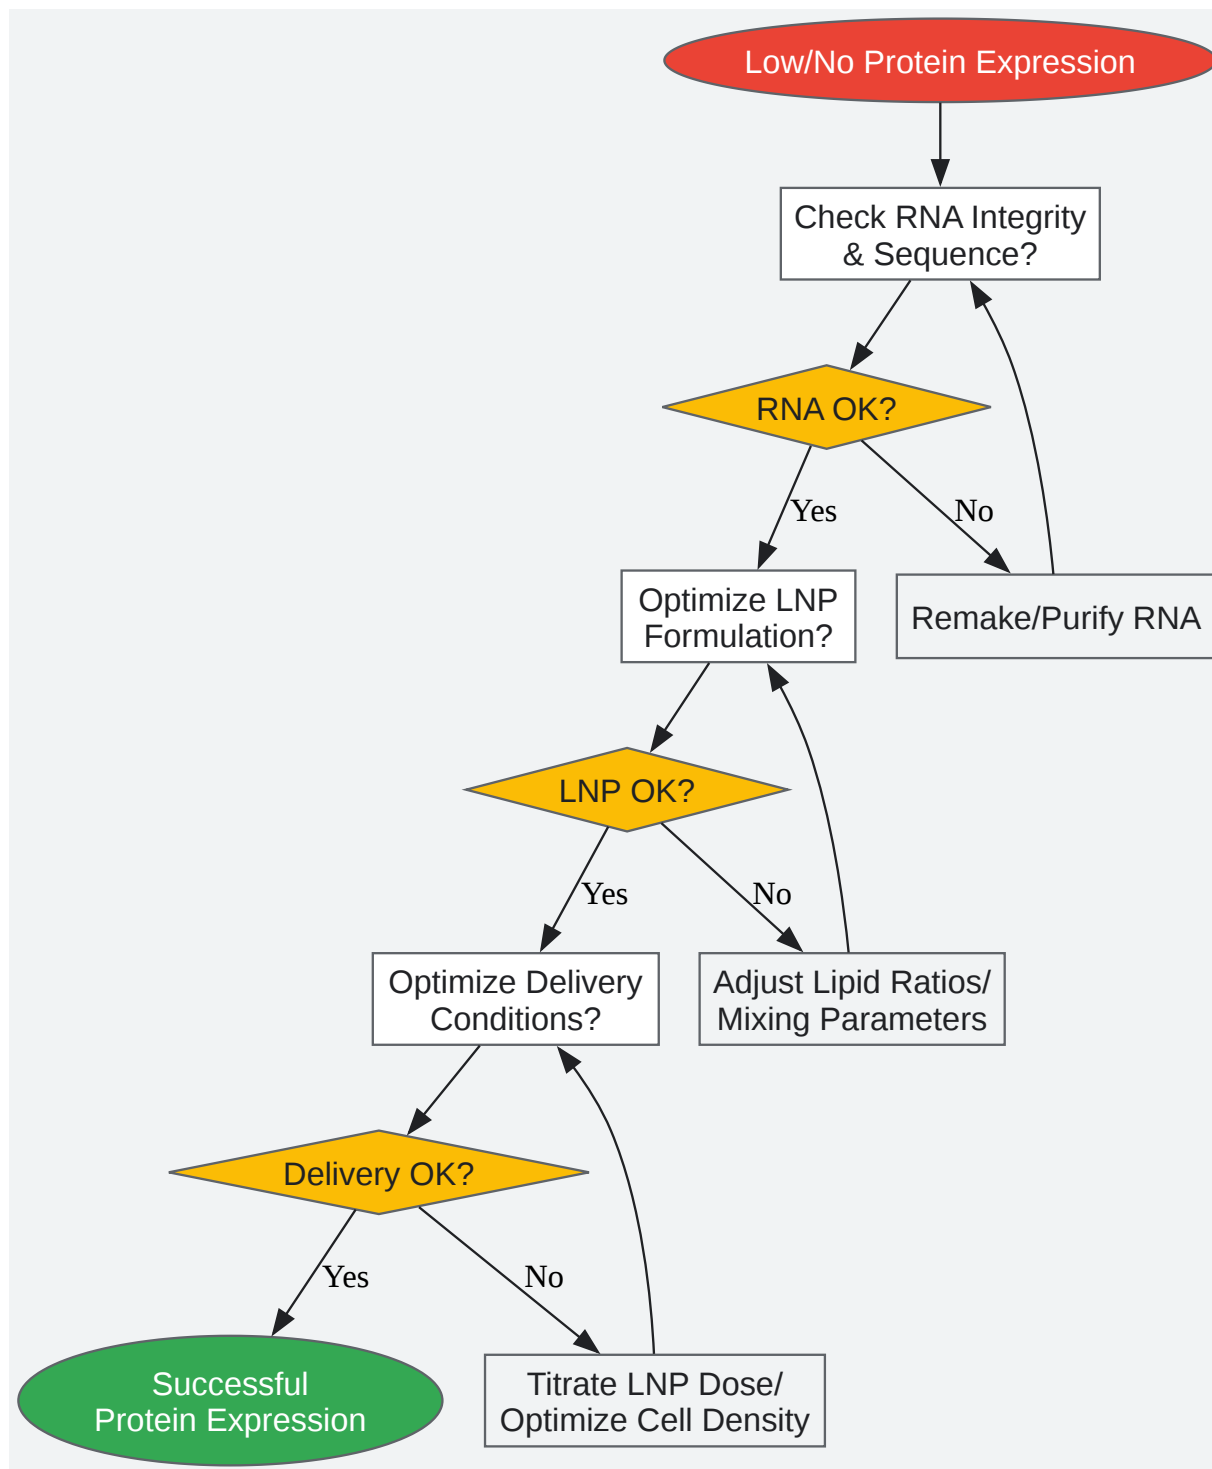 Low/No Protein Expression
Check RNA Integrity
& Sequence?
RNA OK?
Yes
No
Optimize LNP
Formulation?
Remake/Purify RNA
LNP OK?
Yes
No
Optimize Delivery
Conditions?
Adjust Lipid Ratios/
Mixing Parameters
Delivery OK?
Yes
No
Successful
Protein Expression
Titrate LNP Dose/
Optimize Cell Density